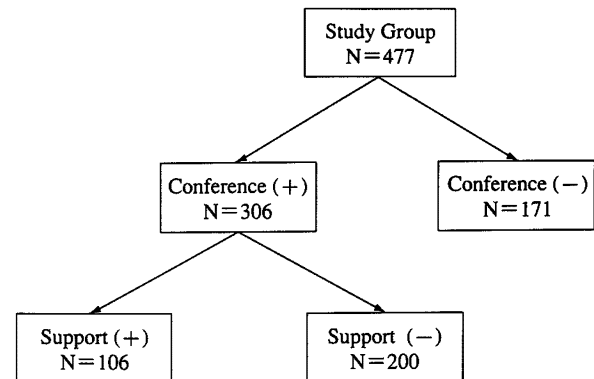 Study Group
N=477
Conference (+)
N=306
Conference (−)
N=171
Support (+)
N=106
Support (−)
N=200